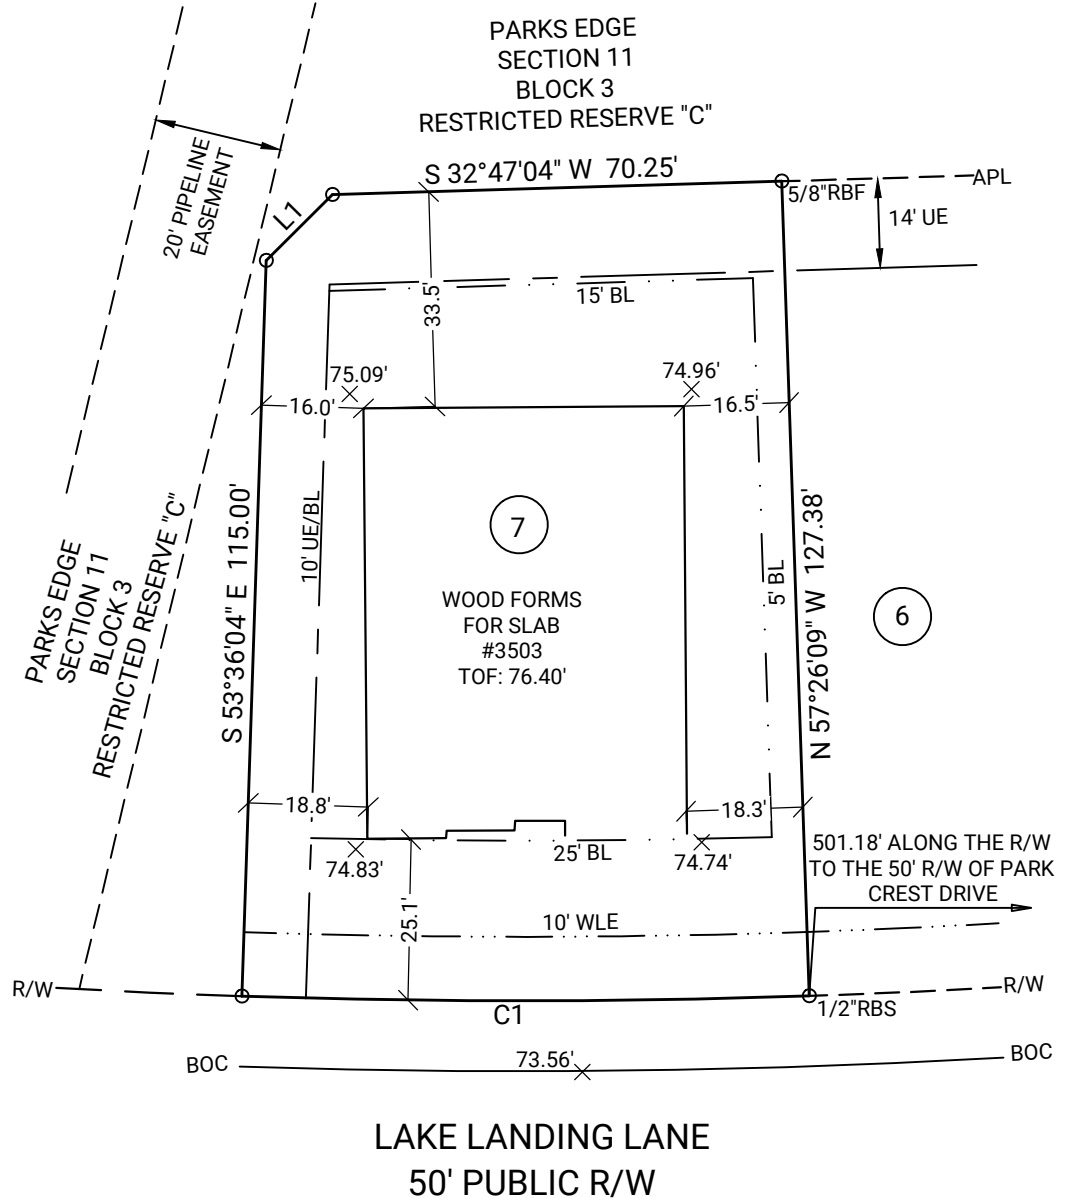 PARKS EDGE
SECTION 11
BLOCK 3
RESTRICTED RESERVE "C"
S 32°47'04" W 70.25'
APL
5/8"RBF
14' UE
L1
20' PIPELINE
EASEMENT
15' BL
33.5'
75.09'
74.96'
16.0'
16.5'
10' UE/BL
S 53°36'04" E 115.00'
PARKS EDGE
SECTION 11
BLOCK 3
RESTRICTED RESERVE "C"
7
WOOD FORMS
FOR SLAB
#3503
TOF: 76.40'
5' BL
N 57°26'09" W 127.38'
6
18.8'
18.3'
25' BL
74.83'
74.74'
501.18' ALONG THE R/W
TO THE 50' R/W OF PARK
CREST DRIVE
25.1'
10' WLE
R/W
R/W
1/2"RBS
C1
BOC
73.56'
BOC
LAKE LANDING LANE
50' PUBLIC R/W